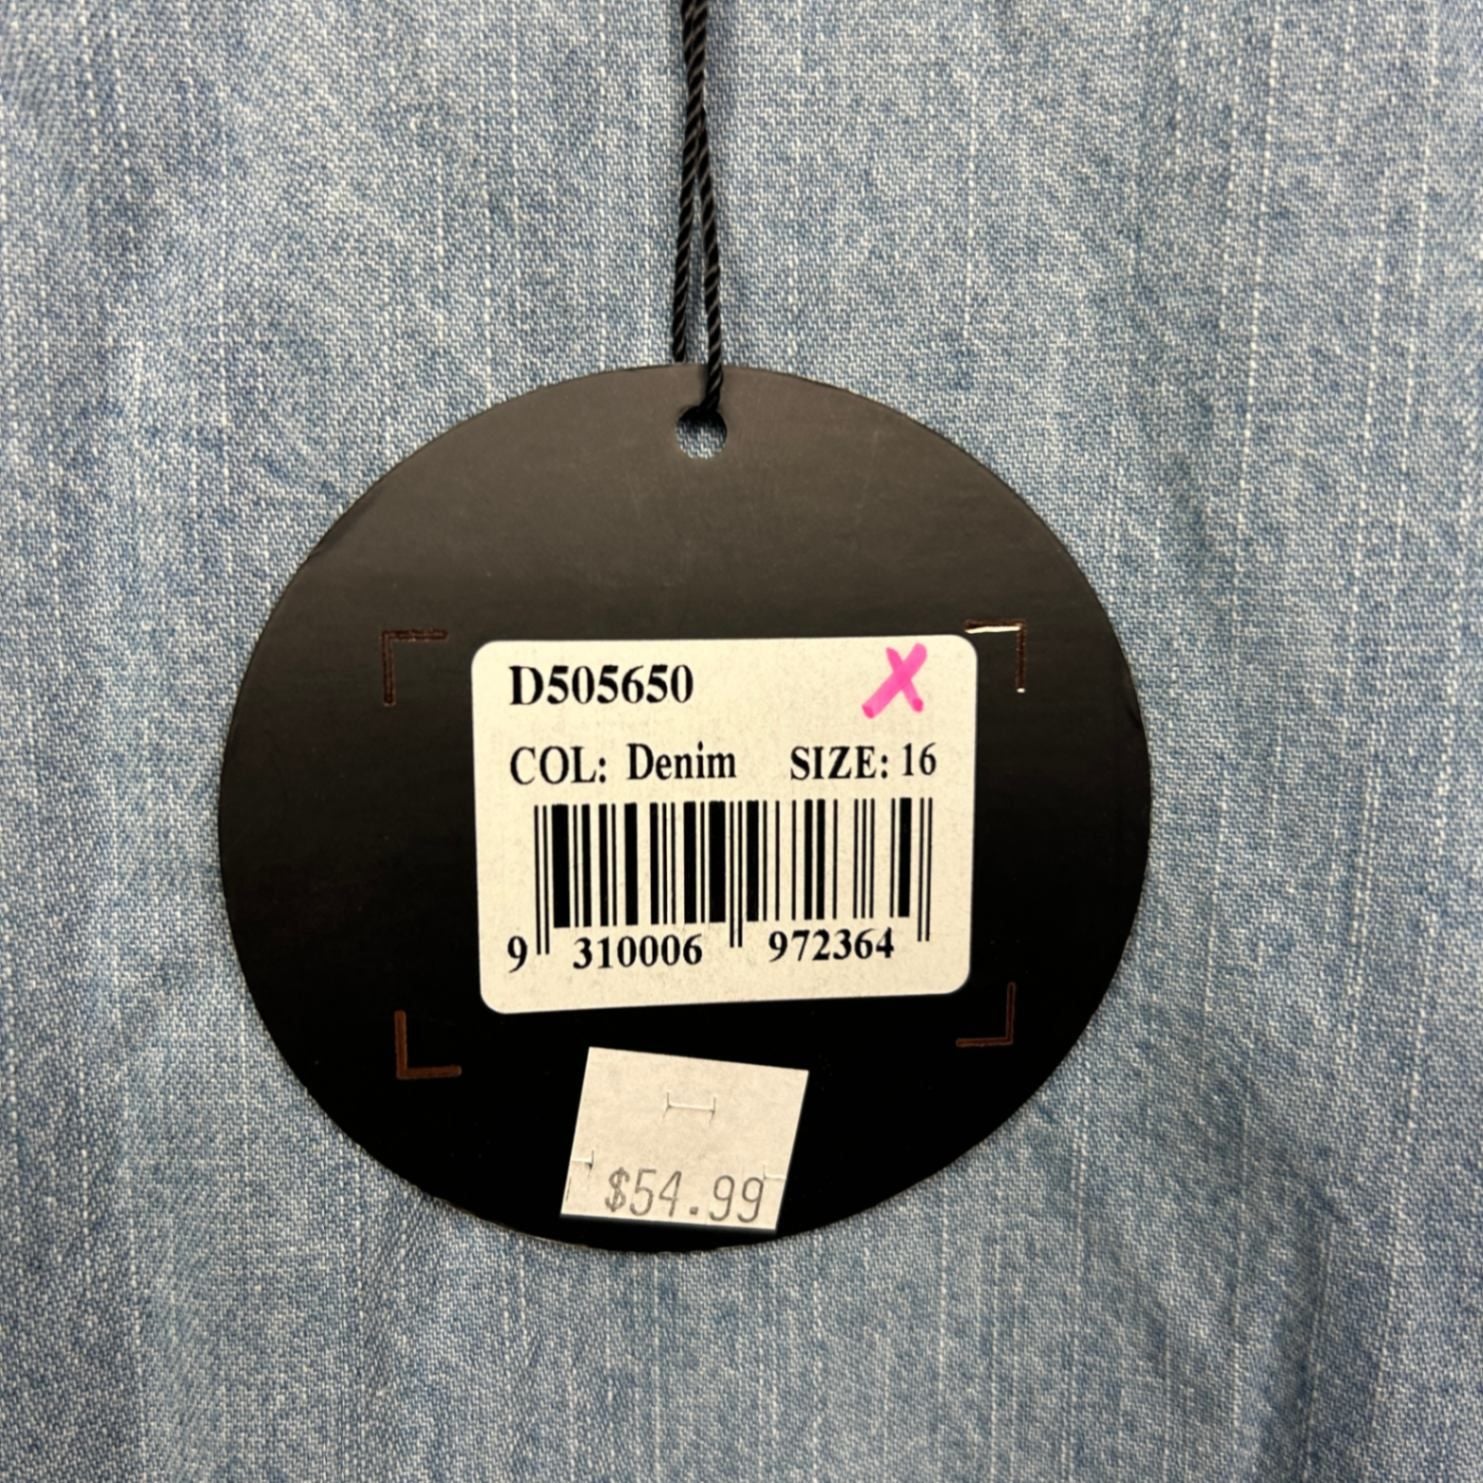 D505650 X
COL: Denim SIZE: 16
9 310006 972364
$54.99